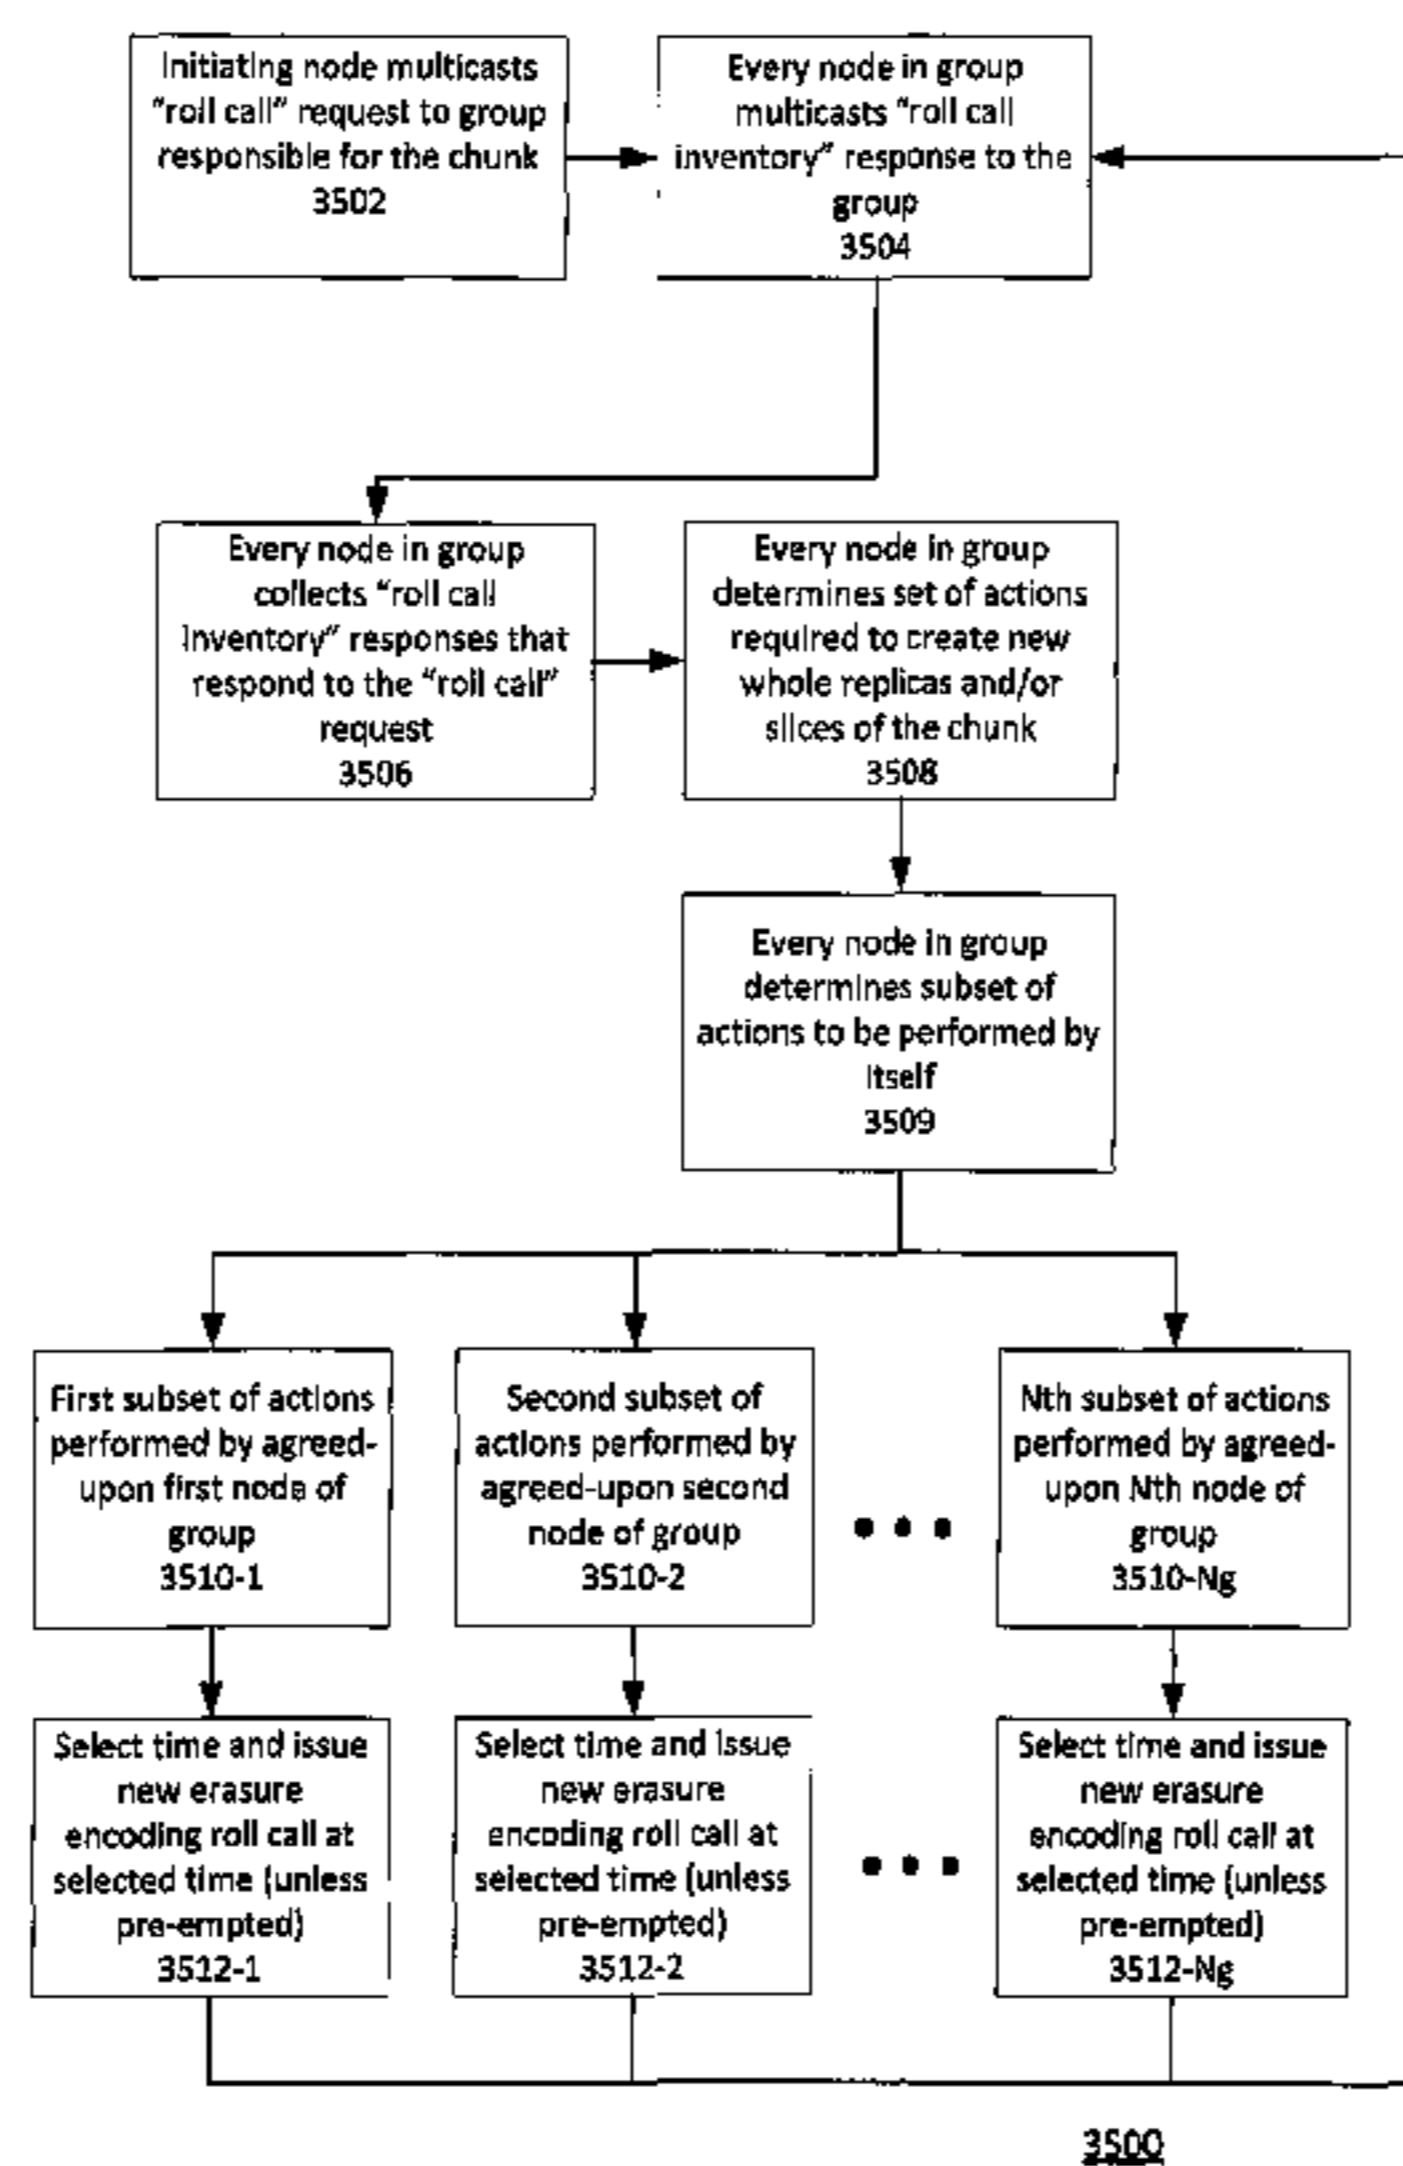 Initiating node multicasts
"roll call" request to group
responsible for the chunk
3502
Every node in group
multicasts "roll call
inventory" response to the
group
3504
Every node in group
collects "roll call
inventory" responses that
respond to the "roll call"
request
3506
Every node in group
determines set of actions
required to create new
whole replicas and/or
slices of the chunk
3508
Every node in group
determines subset of
actions to be performed by
itself
3509
First subset of actions
performed by agreed-
upon first node of
group
3510-1
Second subset of
actions performed by
agreed-upon second
node of group
3510-2
Nth subset of actions
performed by agreed-
upon Nth node of
group
3510-Ng
Select time and issue
new erasure
encoding roll call at
selected time (unless
pre-empted)
3512-1
Select time and issue
new erasure
encoding roll call at
selected time (unless
pre-empted)
3512-2
Select time and issue
new erasure
encoding roll call at
selected time (unless
pre-empted)
3512-Ng
3500